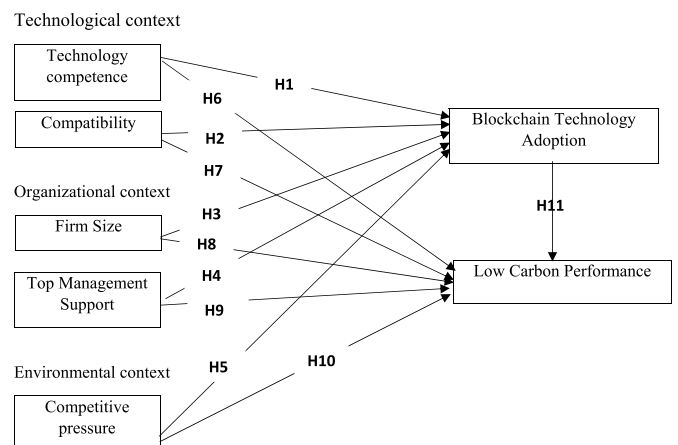 Technological context
Technology
competence
H1
H6
Compatibility
Blockchain Technology
Adoption
H2
H7
Organizational context
H3
Firm Size
H11
H8
Low Carbon Performance
Top Management
Support
H4
H9
Environmental context
H5
H10
Competitive
pressure